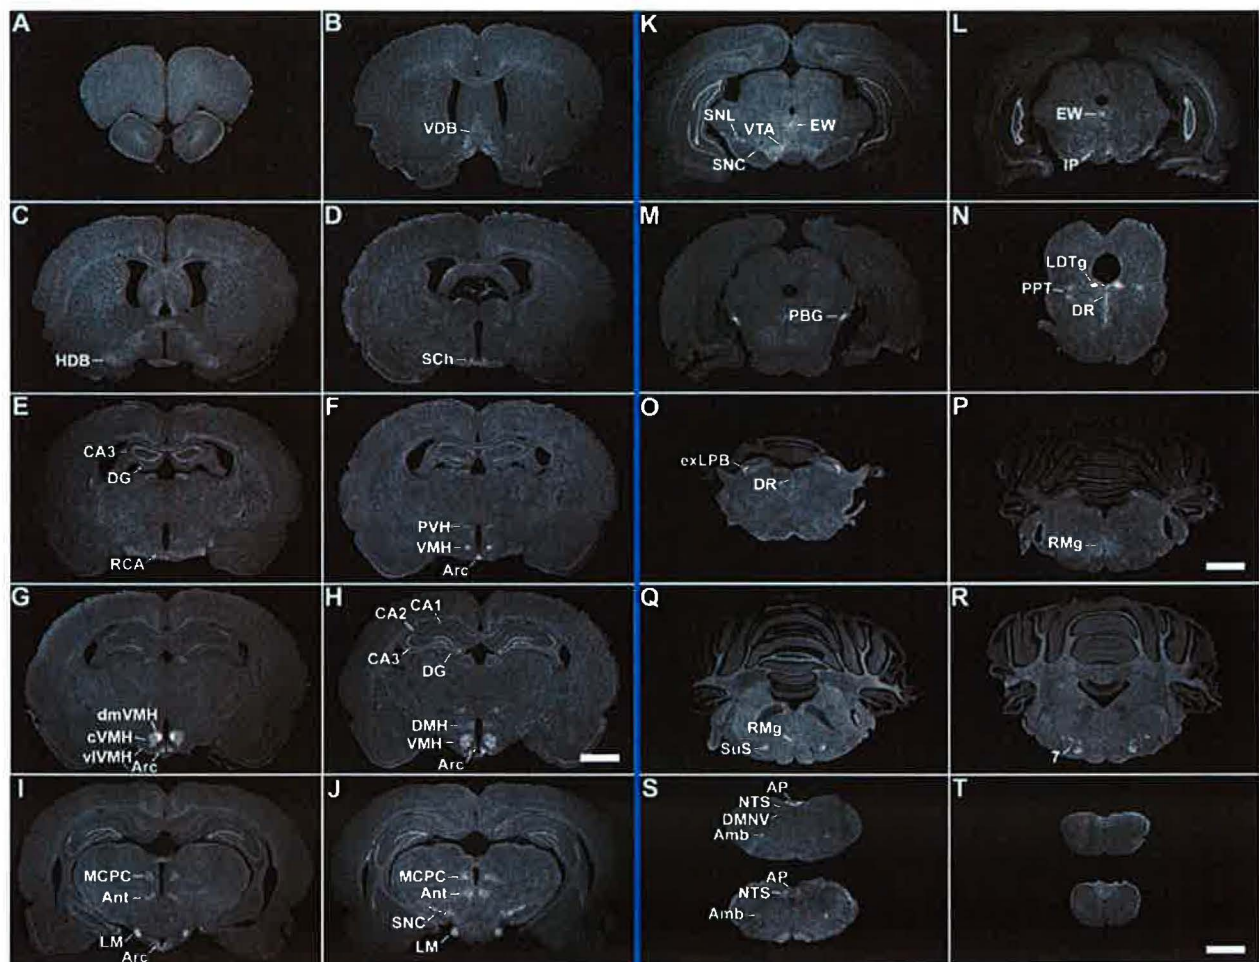 A
B
VDB
C
HDB
D
SCh
E
CA3
DG
RCA
F
PVH
VMH
Arc
G
dmVMH
cVMH
vlVMH
Arc
H
CA1
CA2
CA3
DG
DMH
VMH
Arc
I
MCPC
Ant
LM
Arc
J
MCPC
Ant
SNC
LM
K
SNL
VTA
EW
SNC
L
EW
IP
M
PBG
N
LDTg
PPT
DR
O
exLPB
DR
P
RMg
Q
RMg
SuS
R
7
S
AP
NTS
DMNV
Amb
AP
NTS
Amb
T